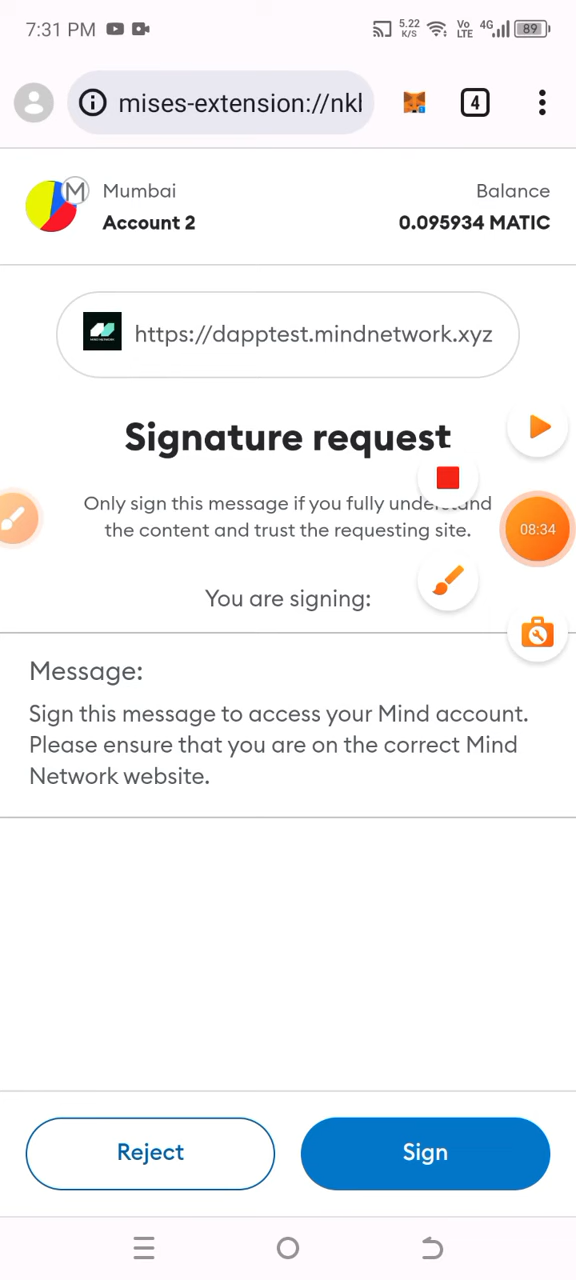 7:31 PM
5.22
K/S
Vo
LTE
4G
89
mises-extension://nkl
4
M
Mumbai
Account 2
Balance
0.095934 MATIC
https://dapptest.mindnetwork.xyz
Signature request
Only sign this message if you fully understand
the content and trust the requesting site.
08:34
You are signing:
Message:
Sign this message to access your Mind account.
Please ensure that you are on the correct Mind
Network website.
Reject
Sign